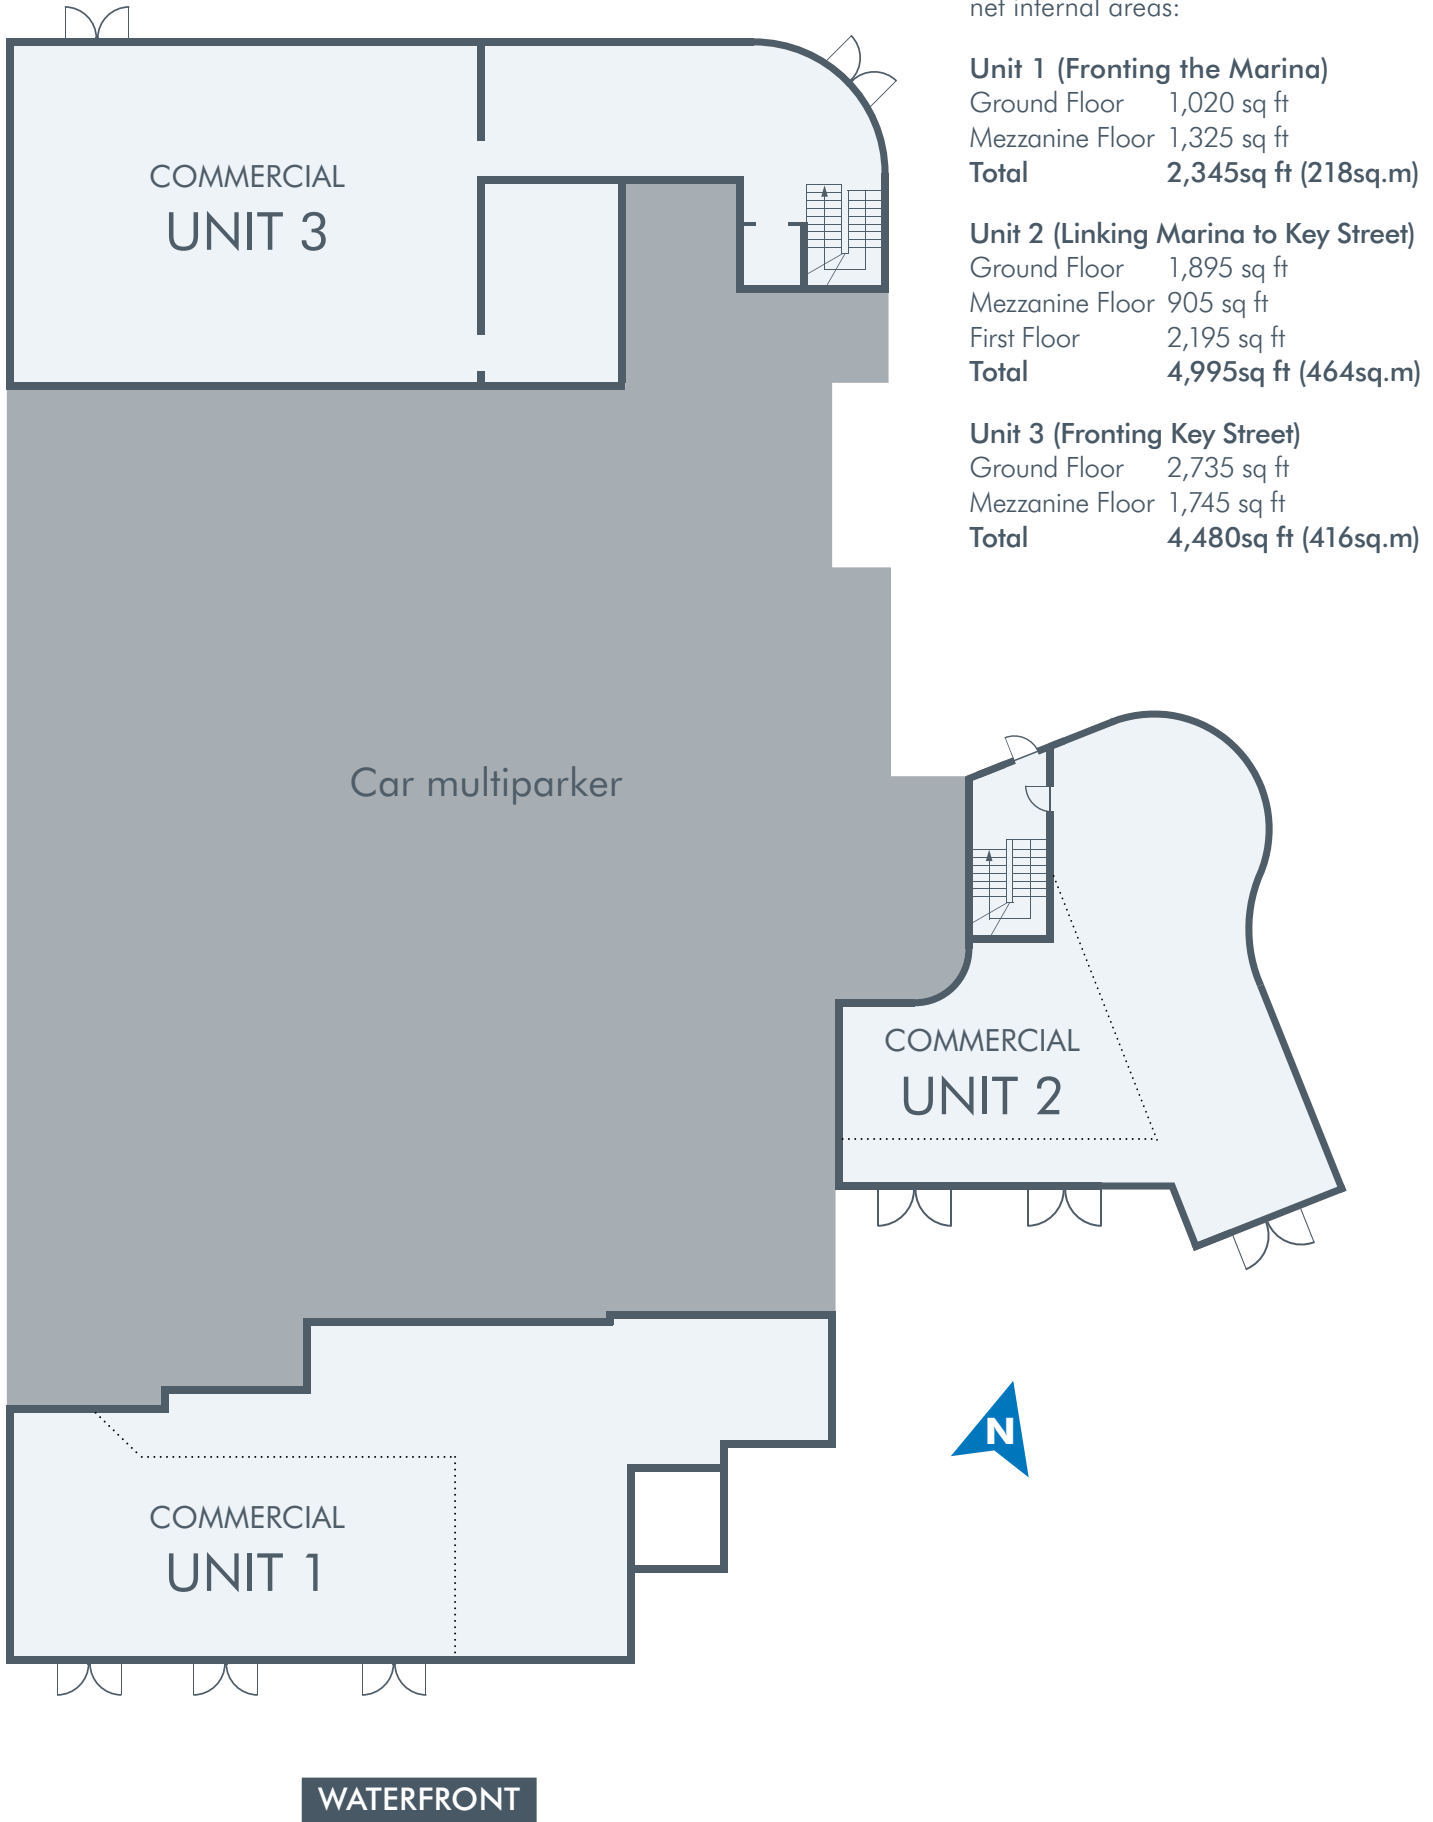 net internal areas:
Unit 1 (Fronting the Marina)
Ground Floor 1,020 sq ft
Mezzanine Floor 1,325 sq ft
Total 2,345sq ft (218sq.m)
Unit 2 (Linking Marina to Key Street)
Ground Floor 1,895 sq ft
Mezzanine Floor 905 sq ft
First Floor 2,195 sq ft
Total 4,995sq ft (464sq.m)
Unit 3 (Fronting Key Street)
Ground Floor 2,735 sq ft
Mezzanine Floor 1,745 sq ft
Total 4,480sq ft (416sq.m)
COMMERCIAL
UNIT 3
Car multiparker
COMMERCIAL
UNIT 2
N
COMMERCIAL
UNIT 1
WATERFRONT